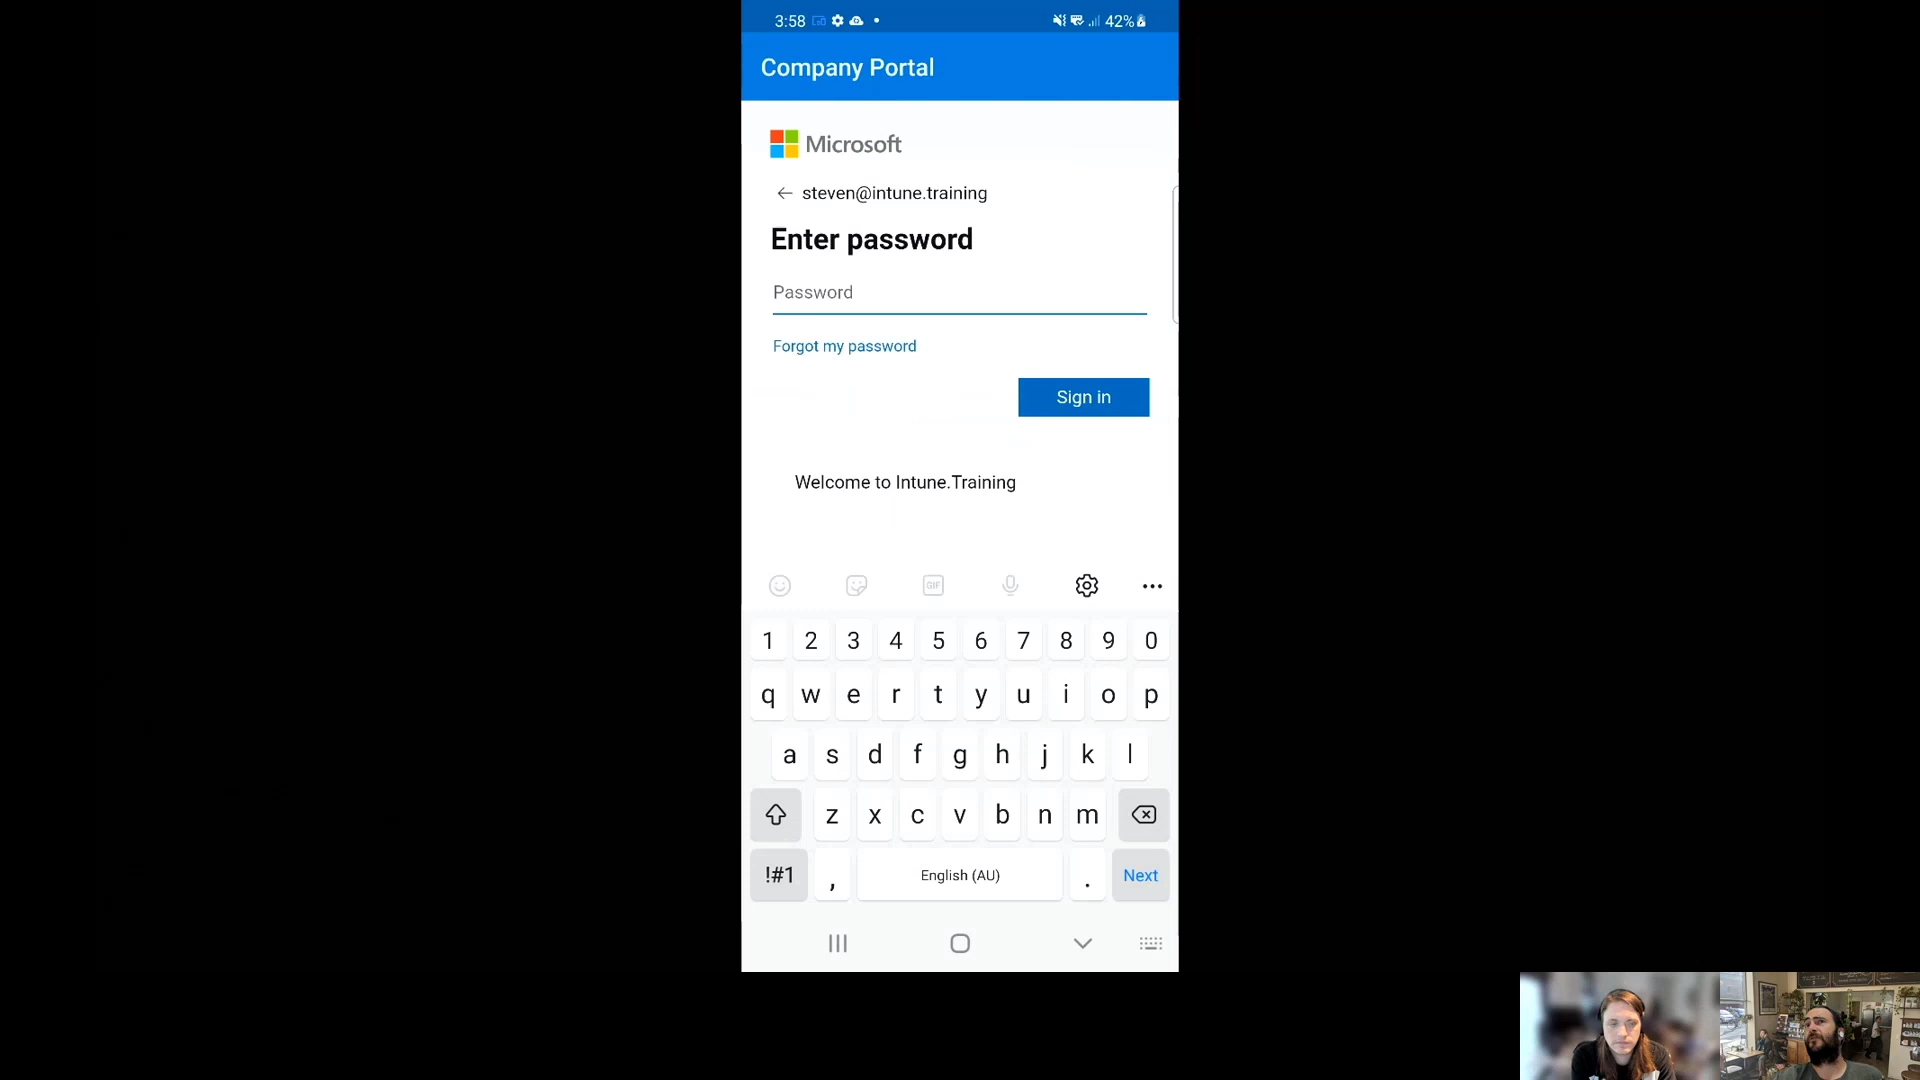 3:58 42%
Company Portal
Microsoft
steven@intune.training
Enter password
Password
Forgot my password
Sign in
Welcome to Intune.Training
GIF
1 2 3 4 5 6 7 8 9 0
q w e r t y u i o p
a s d f g h j k l
z x c v b n m
!#1 , English (AU) . Next